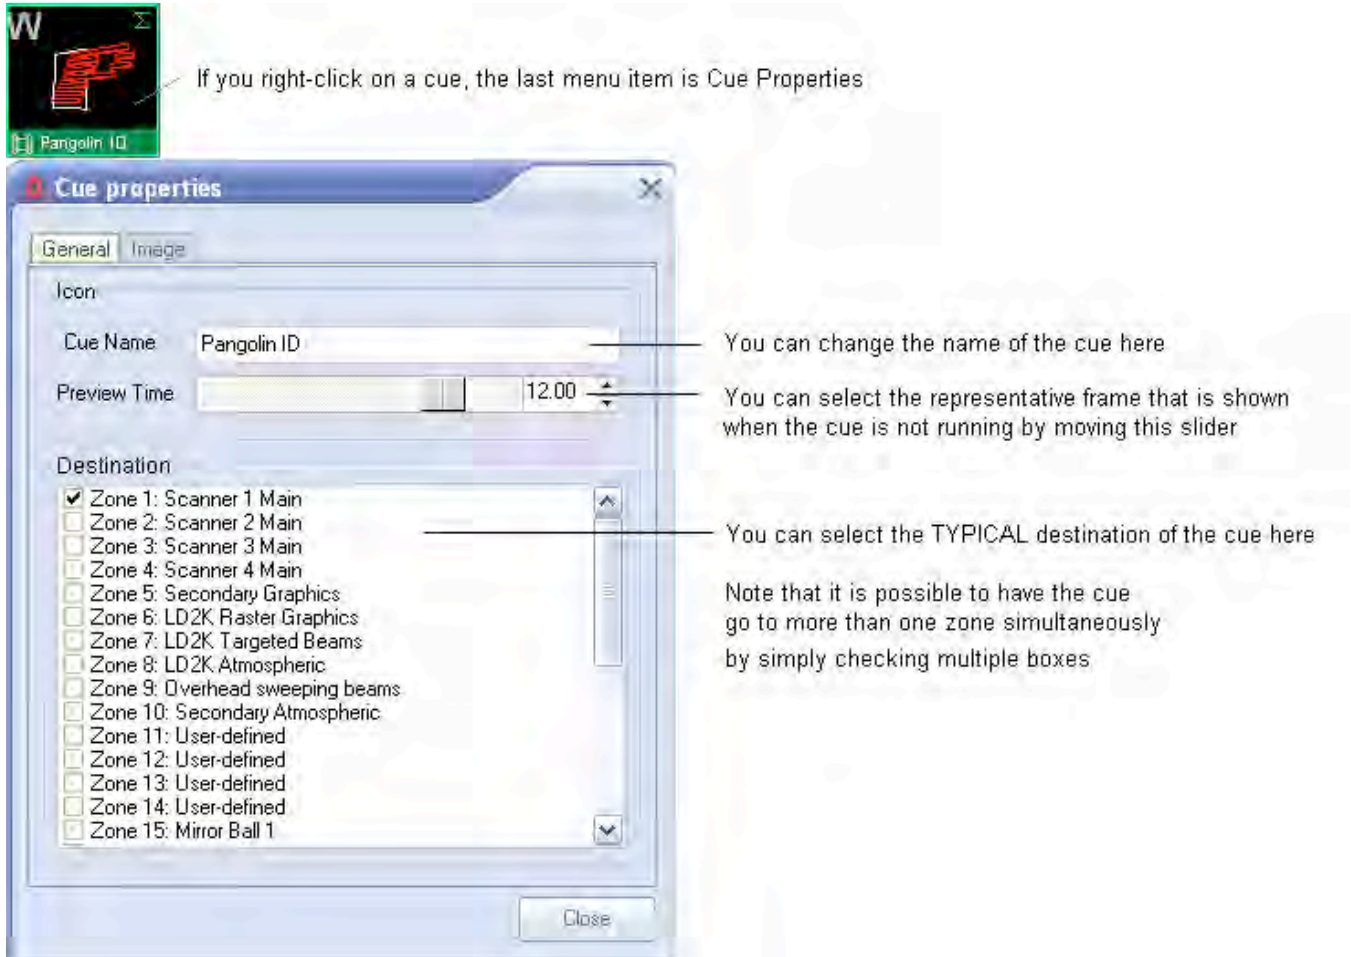 W Σ
If you right-click on a cue, the last menu item is Cue Properties
Pangolin ID
Cue properties
General Image
Icon
Cue Name Pangolin ID
You can change the name of the cue here
Preview Time 12.00
You can select the representative frame that is shown
when the cue is not running by moving this slider
Destination
Zone 1: Scanner 1 Main
Zone 2: Scanner 2 Main
Zone 3: Scanner 3 Main
Zone 4: Scanner 4 Main
Zone 5: Secondary Graphics
Zone 6: LD2K Raster Graphics
Zone 7: LD2K Targeted Beams
Zone 8: LD2K Atmospheric
Zone 9: Overhead sweeping beams
Zone 10: Secondary Atmospheric
Zone 11: User-defined
Zone 12: User-defined
Zone 13: User-defined
Zone 14: User-defined
Zone 15: Mirror Ball 1
You can select the TYPICAL destination of the cue here
Note that it is possible to have the cue
go to more than one zone simultaneously
by simply checking multiple boxes
Close